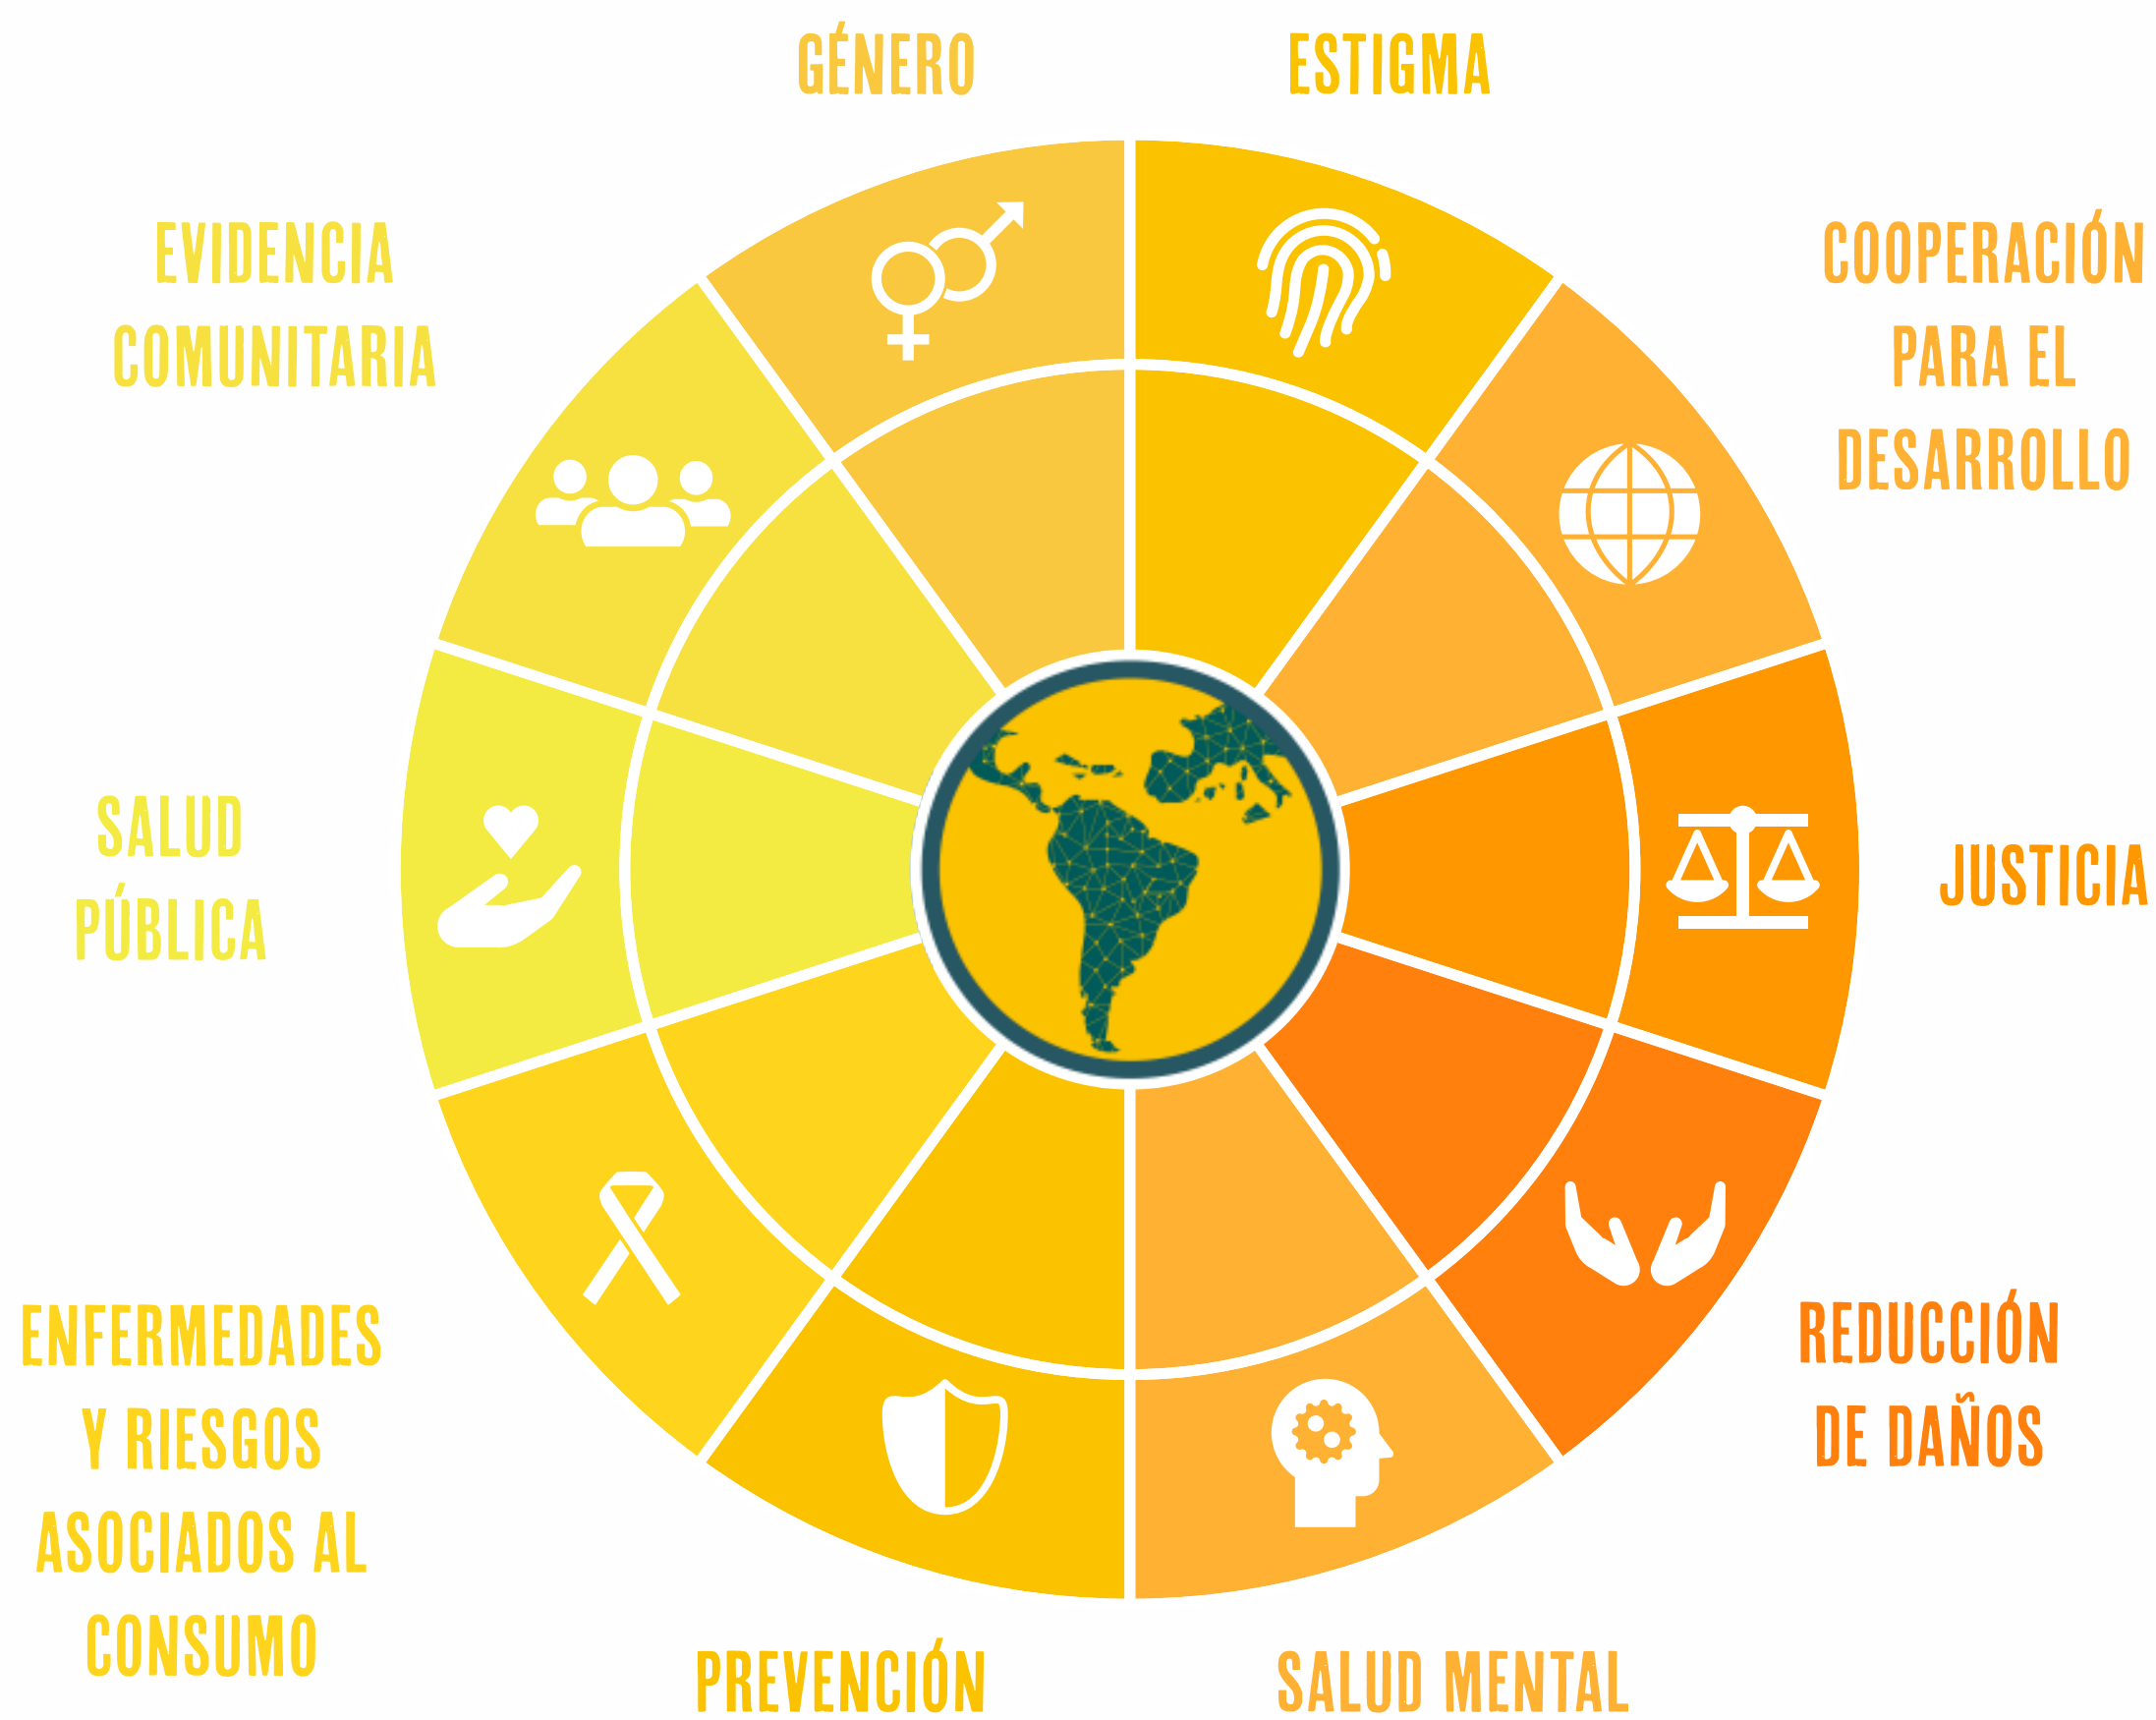 GÉNERO
ESTIGMA
COOPERACIÓN
PARA EL
DESARROLLO
JUSTICIA
REDUCCIÓN
DE DAÑOS
SALUD MENTAL
PREVENCIÓN
ENFERMEDADES
Y RIESGOS
ASOCIADOS AL
CONSUMO
SALUD
PÚBLICA
EVIDENCIA
COMUNITARIA